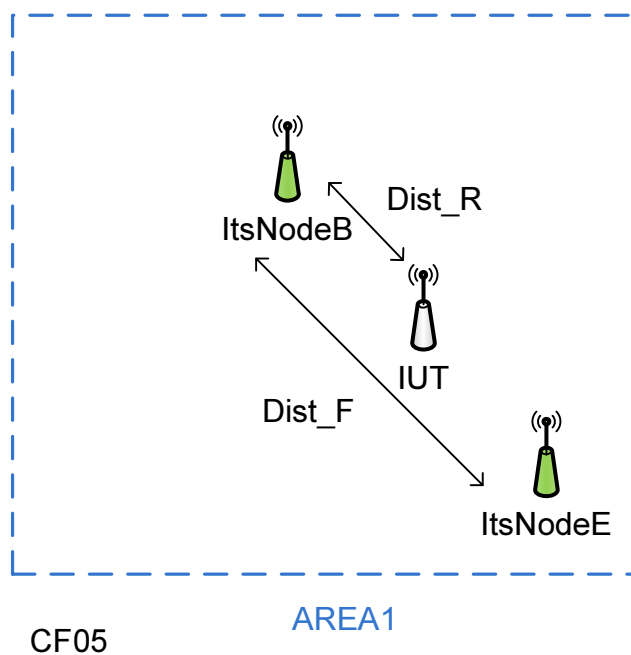 Dist_R
ItsNodeB
IUT
Dist_F
ItsNodeE
AREA1
CF05